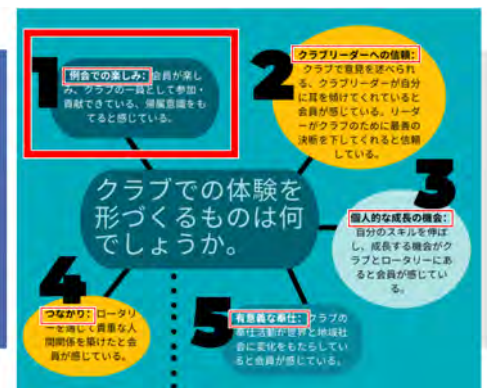 1
例会での楽しみ：会員が楽し
み、クラブの一員として参加・
貢献できている、帰属意識をも
てると感じている。
2
クラブリーダーへの信頼：
クラブで意見を述べられ
る、クラブリーダーが自分
に耳を傾けてくれていると
会員が感じている。リーダ
ーがクラブのために最善の
決断を下してくれると信頼
している。
クラブでの体験を
形づくるものは何
でしょうか。
3
個人的な成長の機会：
自分のスキルを伸ば
し、成長する機会がク
ラブとロータリーにあ
ると会員が感じてい
る。
4
つながり：ロータリ
ーを通じて貴重な人
間関係を築けたと会
員が感じている。
5
有意義な奉仕：クラブの
奉仕活動が世界と地域社
会に変化をもたらしてい
ると会員が感じている。